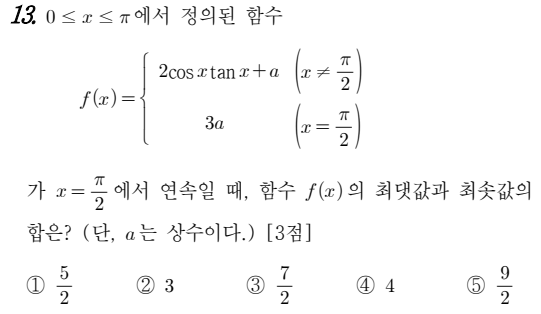 13. 0 ≤ x ≤ π에서 정의된 함수
f(x) = { 2cos x tan x + a (x ≠ π/2)
3a (x = π/2)
가 x = π/2 에서 연속일 때, 함수 f(x)의 최댓값과 최솟값의
합은? (단, a는 상수이다.) [3점]
① 5/2 ② 3 ③ 7/2 ④ 4 ⑤ 9/2